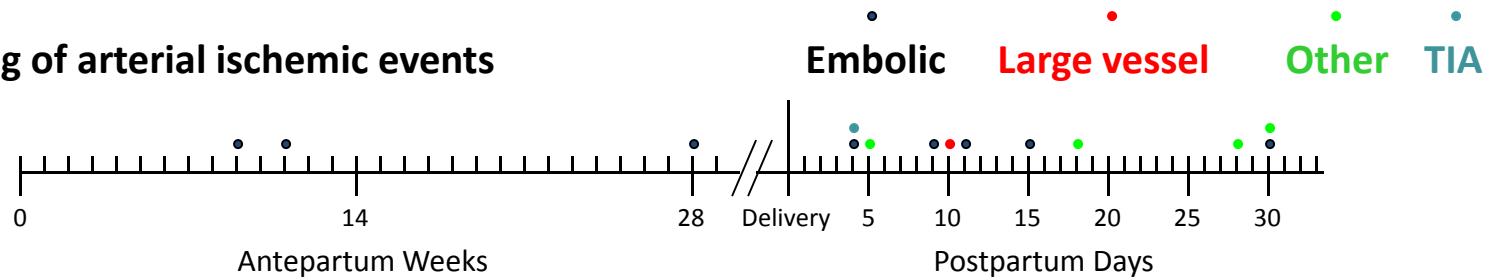 g of arterial ischemic events
Embolic Large vessel Other TIA
0 14 28 Delivery 5 10 15 20 25 30
Antepartum Weeks Postpartum Days